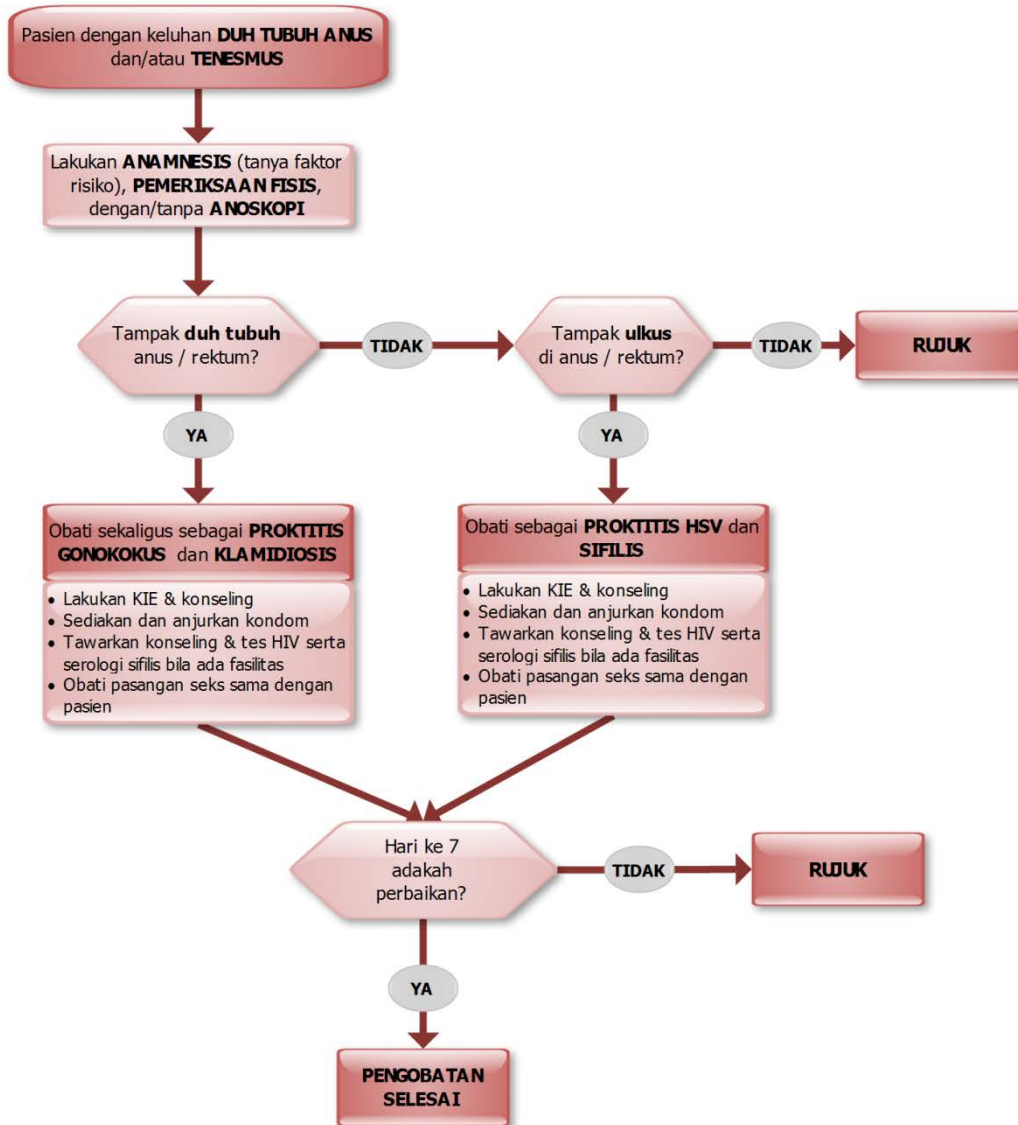 Pasien dengan keluhan DUH TUBUH ANUS
dan/atau TENESMUS
Lakukan ANAMNESIS (tanya faktor
risiko), PEMERIKSAAN FISIS,
dengan/tanpa ANOSKOPI
Tampak duh tubuh
anus / rektum?
TIDAK
Tampak ulkus
di anus / rektum?
TIDAK
RUJUK
YA
YA
Obati sekaligus sebagai PROKTITIS
GONOKOKUS dan KLAMIDIOSIS
• Lakukan KIE & konseling
• Sediakan dan anjurkan kondom
• Tawarkan konseling & tes HIV serta
serologi sifilis bila ada fasilitas
• Obati pasangan seks sama dengan
pasien
Obati sebagai PROKTITIS HSV dan
SIFILIS
• Lakukan KIE & konseling
• Sediakan dan anjurkan kondom
• Tawarkan konseling & tes HIV serta
serologi sifilis bila ada fasilitas
• Obati pasangan seks sama dengan
pasien
Hari ke 7
adakah
perbaikan?
TIDAK
RUJUK
YA
PENGOBATAN
SELESAI